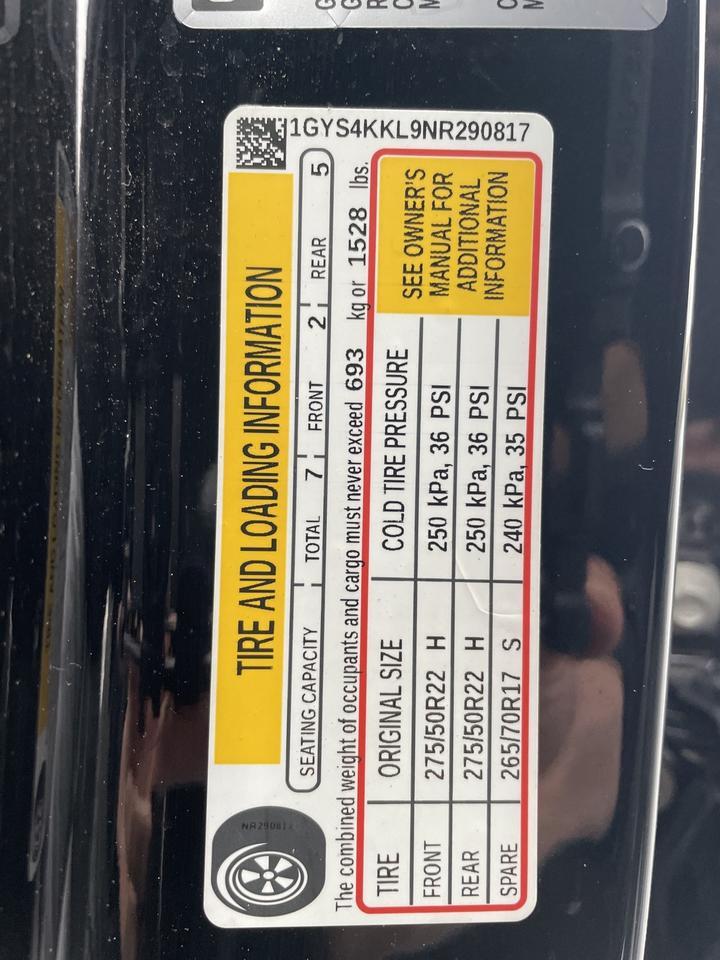 1GYS4KKL9NR290817
TIRE AND LOADING INFORMATION
SEATING CAPACITY TOTAL 7 FRONT 2 REAR 5
The combined weight of occupants and cargo must never exceed 693 kg or 1528 lbs.
TIRE ORIGINAL SIZE COLD TIRE PRESSURE
FRONT 275/50R22 H 250 kPa, 36 PSI
REAR 275/50R22 H 250 kPa, 36 PSI
SPARE 265/70R17 S 240 kPa, 35 PSI
SEE OWNER'S
MANUAL FOR
ADDITIONAL
INFORMATION